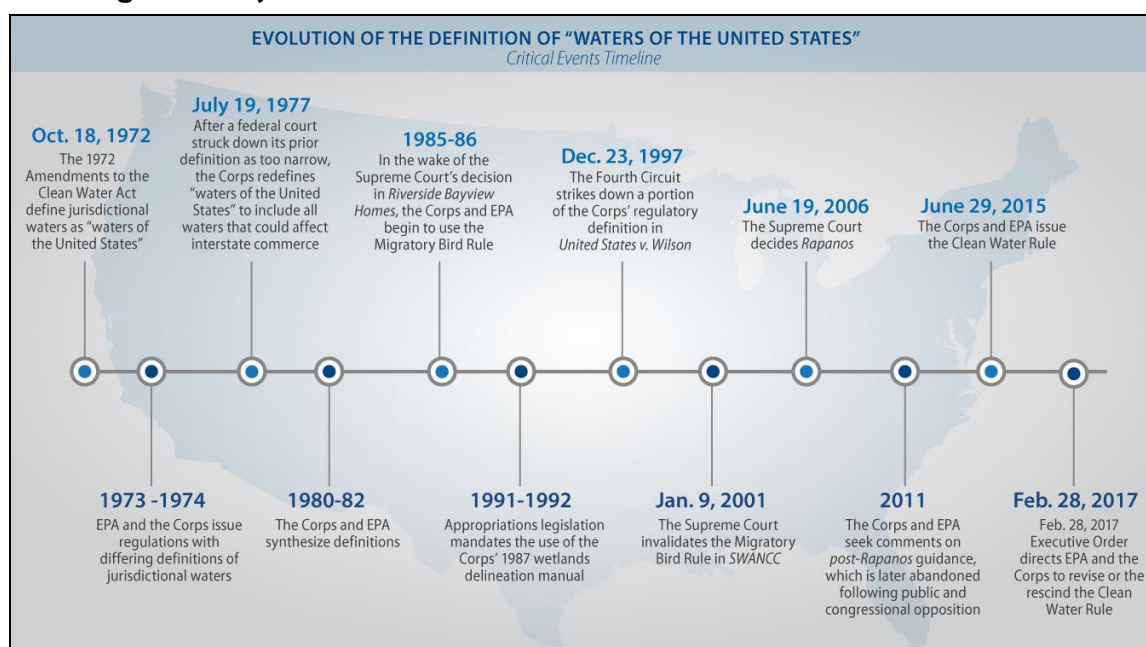 EVOLUTION OF THE DEFINITION OF “WATERS OF THE UNITED STATES”
Critical Events Timeline
Oct. 18, 1972
The 1972
Amendments to the
Clean Water Act
define jurisdictional
waters as “waters of
the United States”
July 19, 1977
After a federal court
struck down its prior
definition as too narrow,
the Corps redefines
“waters of the United
States” to include all
waters that could affect
interstate commerce
1985-86
In the wake of the
Supreme Court’s decision
in Riverside Bayview
Homes, the Corps and EPA
begin to use the
Migratory Bird Rule
Dec. 23, 1997
The Fourth Circuit
strikes down a portion
of the Corps’ regulatory
definition in
United States v. Wilson
June 19, 2006
The Supreme Court
decides Rapanos
June 29, 2015
The Corps and EPA issue
the Clean Water Rule
1973 -1974
EPA and the Corps issue
regulations with
differing definitions of
jurisdictional waters
1980-82
The Corps and EPA
synthesize definitions
1991-1992
Appropriations legislation
mandates the use of the
Corps’ 1987 wetlands
delineation manual
Jan. 9, 2001
The Supreme Court
invalidates the Migratory
Bird Rule in SWANCC
2011
The Corps and EPA
seek comments on
post-Rapanos guidance,
which is later abandoned
following public and
congressional opposition
Feb. 28, 2017
Feb. 28, 2017
Executive Order
directs EPA and the
Corps to revise or the
rescind the Clean
Water Rule